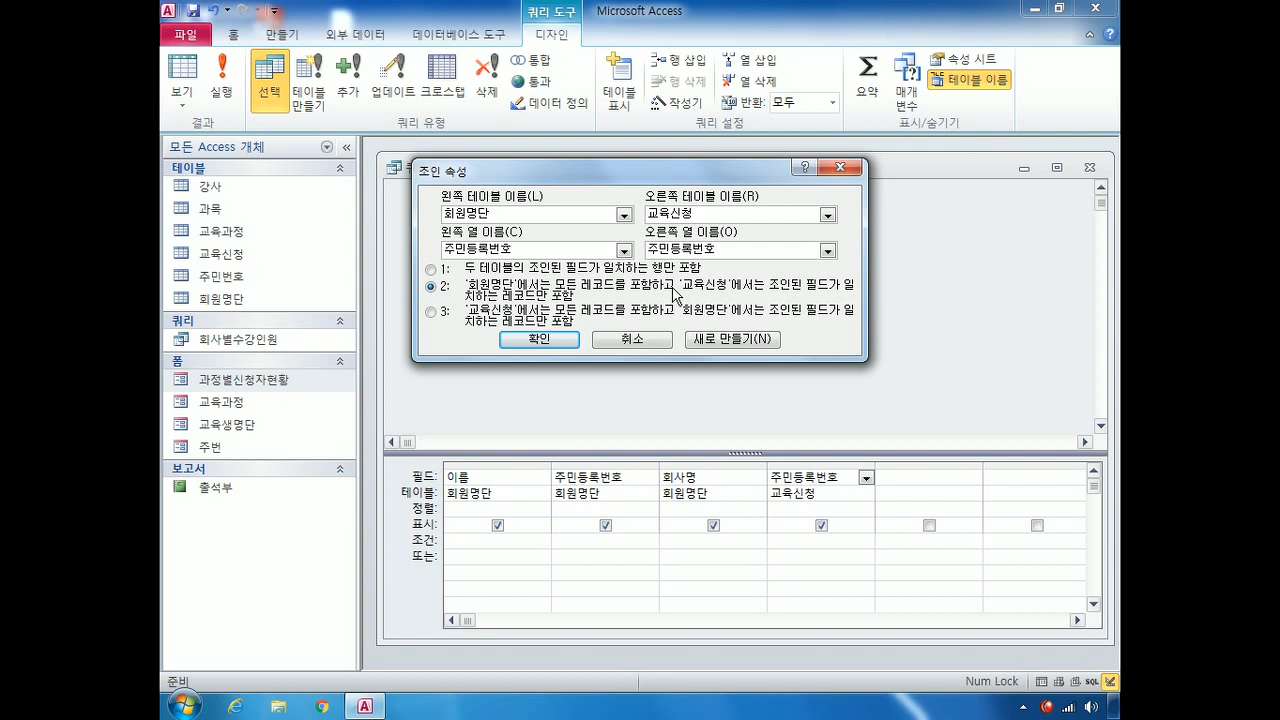 쿼리 도구
Microsoft Access
파일
홈
만들기
외부 데이터
데이터베이스 도구
디자인
보기
실행
선택
테이블
만들기
추가
업데이트
크로스탭
삭제
통합
통과
데이터 정의
테이블
표시
행 삽입
행 삭제
작성기
열 삽입
열 삭제
반환: 모두
요약
매개
변수
속성 시트
테이블 이름
결과
쿼리 유형
쿼리 설정
표시/숨기기
모든 Access 개체
테이블
강사
과목
교육과정
교육신청
주민번호
회원명단
쿼리
회사별수강인원
폼
과정별신청자현황
교육과정
교육생명단
주번
보고서
출석부
조인 속성
왼쪽 테이블 이름(L)
오른쪽 테이블 이름(R)
회원명단
교육신청
왼쪽 열 이름(C)
오른쪽 열 이름(O)
주민등록번호
주민등록번호
1: 두 테이블의 조인된 필드가 일치하는 행만 포함
2: '회원명단'에서는 모든 레코드를 포함하고 '교육신청'에서는 조인된 필드가 일
치하는 레코드만 포함
3: '교육신청'에서는 모든 레코드를 포함하고 '회원명단'에서는 조인된 필드가 일
치하는 레코드만 포함
확인
취소
새로 만들기(N)
필드: 이름 주민등록번호 회사명 주민등록번호
테이블: 회원명단 회원명단 회원명단 교육신청
정렬:
표시:
조건:
또는:
준비
Num Lock
SQL